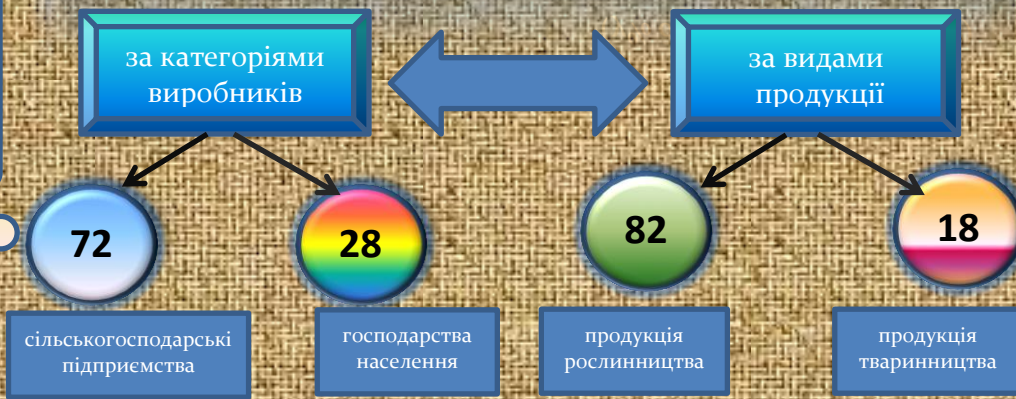 за категоріями
виробників
за видами
продукції
72
28
82
18
сільськогосподарські
підприємства
господарства
населення
продукція
рослинництва
продукція
тваринництва